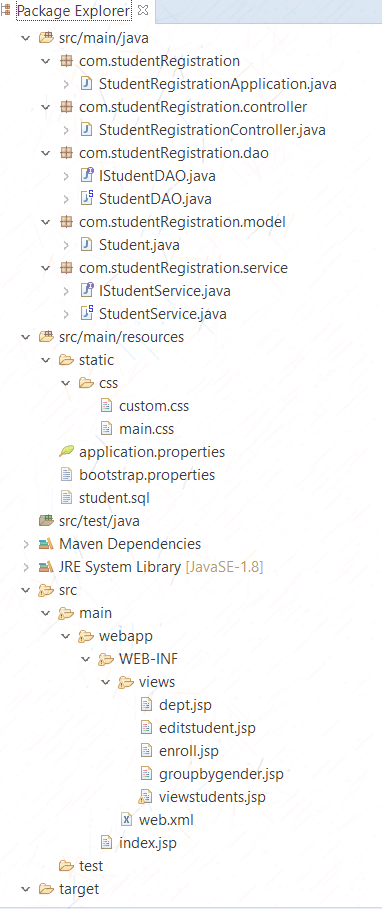 Package Explorer
src/main/java
com.studentRegistration
StudentRegistrationApplication.java
com.studentRegistration.controller
StudentRegistrationController.java
com.studentRegistration.dao
IStudentDAO.java
StudentDAO.java
com.studentRegistration.model
Student.java
com.studentRegistration.service
IStudentService.java
StudentService.java
src/main/resources
static
css
custom.css
main.css
application.properties
bootstrap.properties
student.sql
src/test/java
Maven Dependencies
JRE System Library [JavaSE-1.8]
src
main
webapp
WEB-INF
views
dept.jsp
editstudent.jsp
enroll.jsp
groupbygender.jsp
viewstudents.jsp
web.xml
index.jsp
test
target